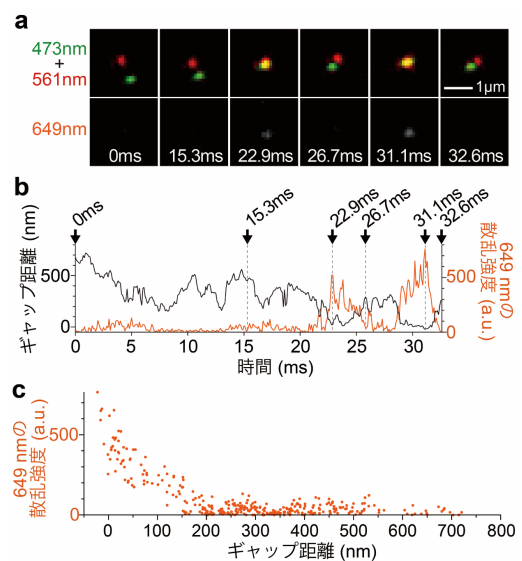 a
473nm
+
561nm
1μm
649nm
0ms
15.3ms
22.9ms
26.7ms
31.1ms
32.6ms
b
0ms
15.3ms
22.9ms
26.7ms
31.1ms
32.6ms
ギャップ距離 (nm)
500
0
500
0
649 nmの
散乱強度 (a.u.)
0
5
10
15
20
25
30
時間 (ms)
c
649 nmの
散乱強度 (a.u.)
500
0
0
100
200
300
400
500
600
700
800
ギャップ距離 (nm)